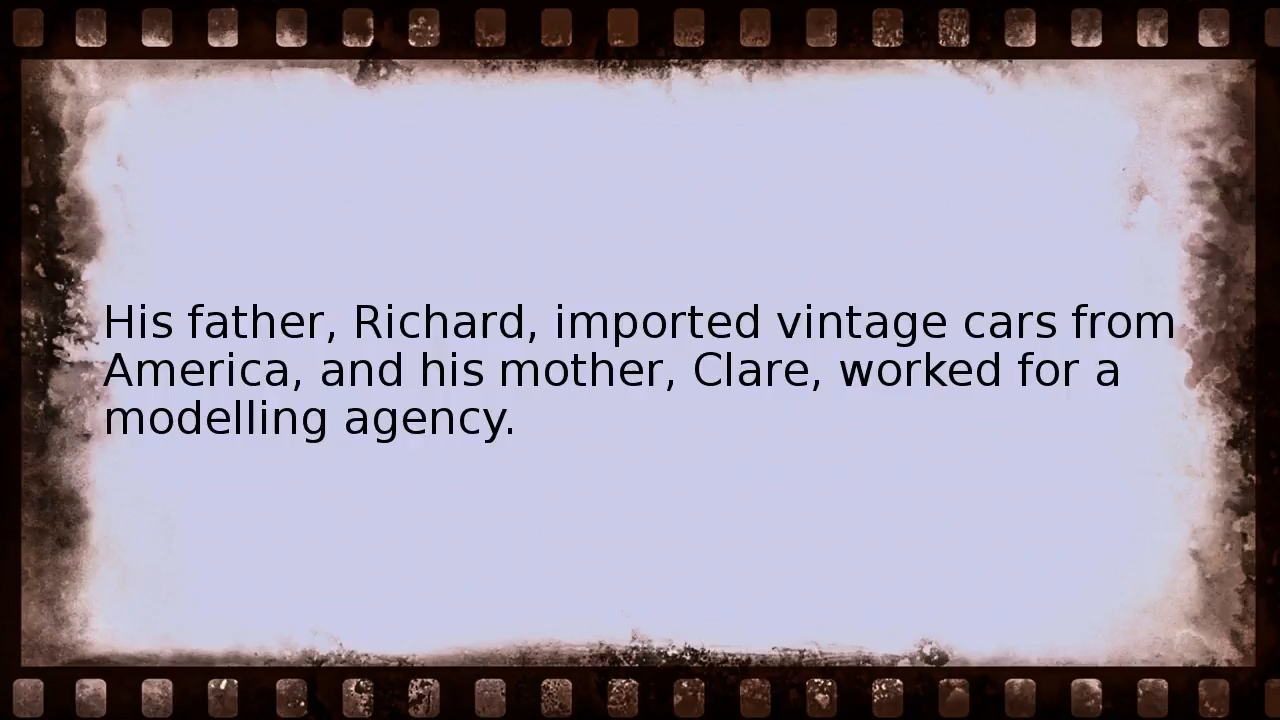 His father, Richard, imported vintage cars from
America, and his mother, Clare, worked for a
modelling agency.